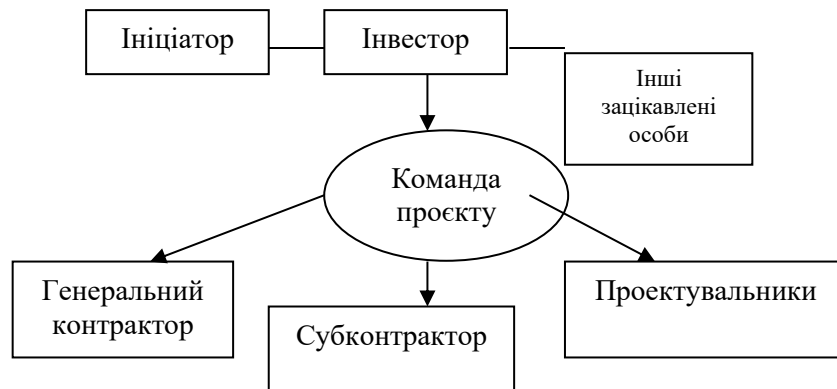 Ініціатор
Інвестор
Інші
зацікавлені
особи
Команда
проєкту
Генеральний
контрактор
Субконтрактор
Проектувальники